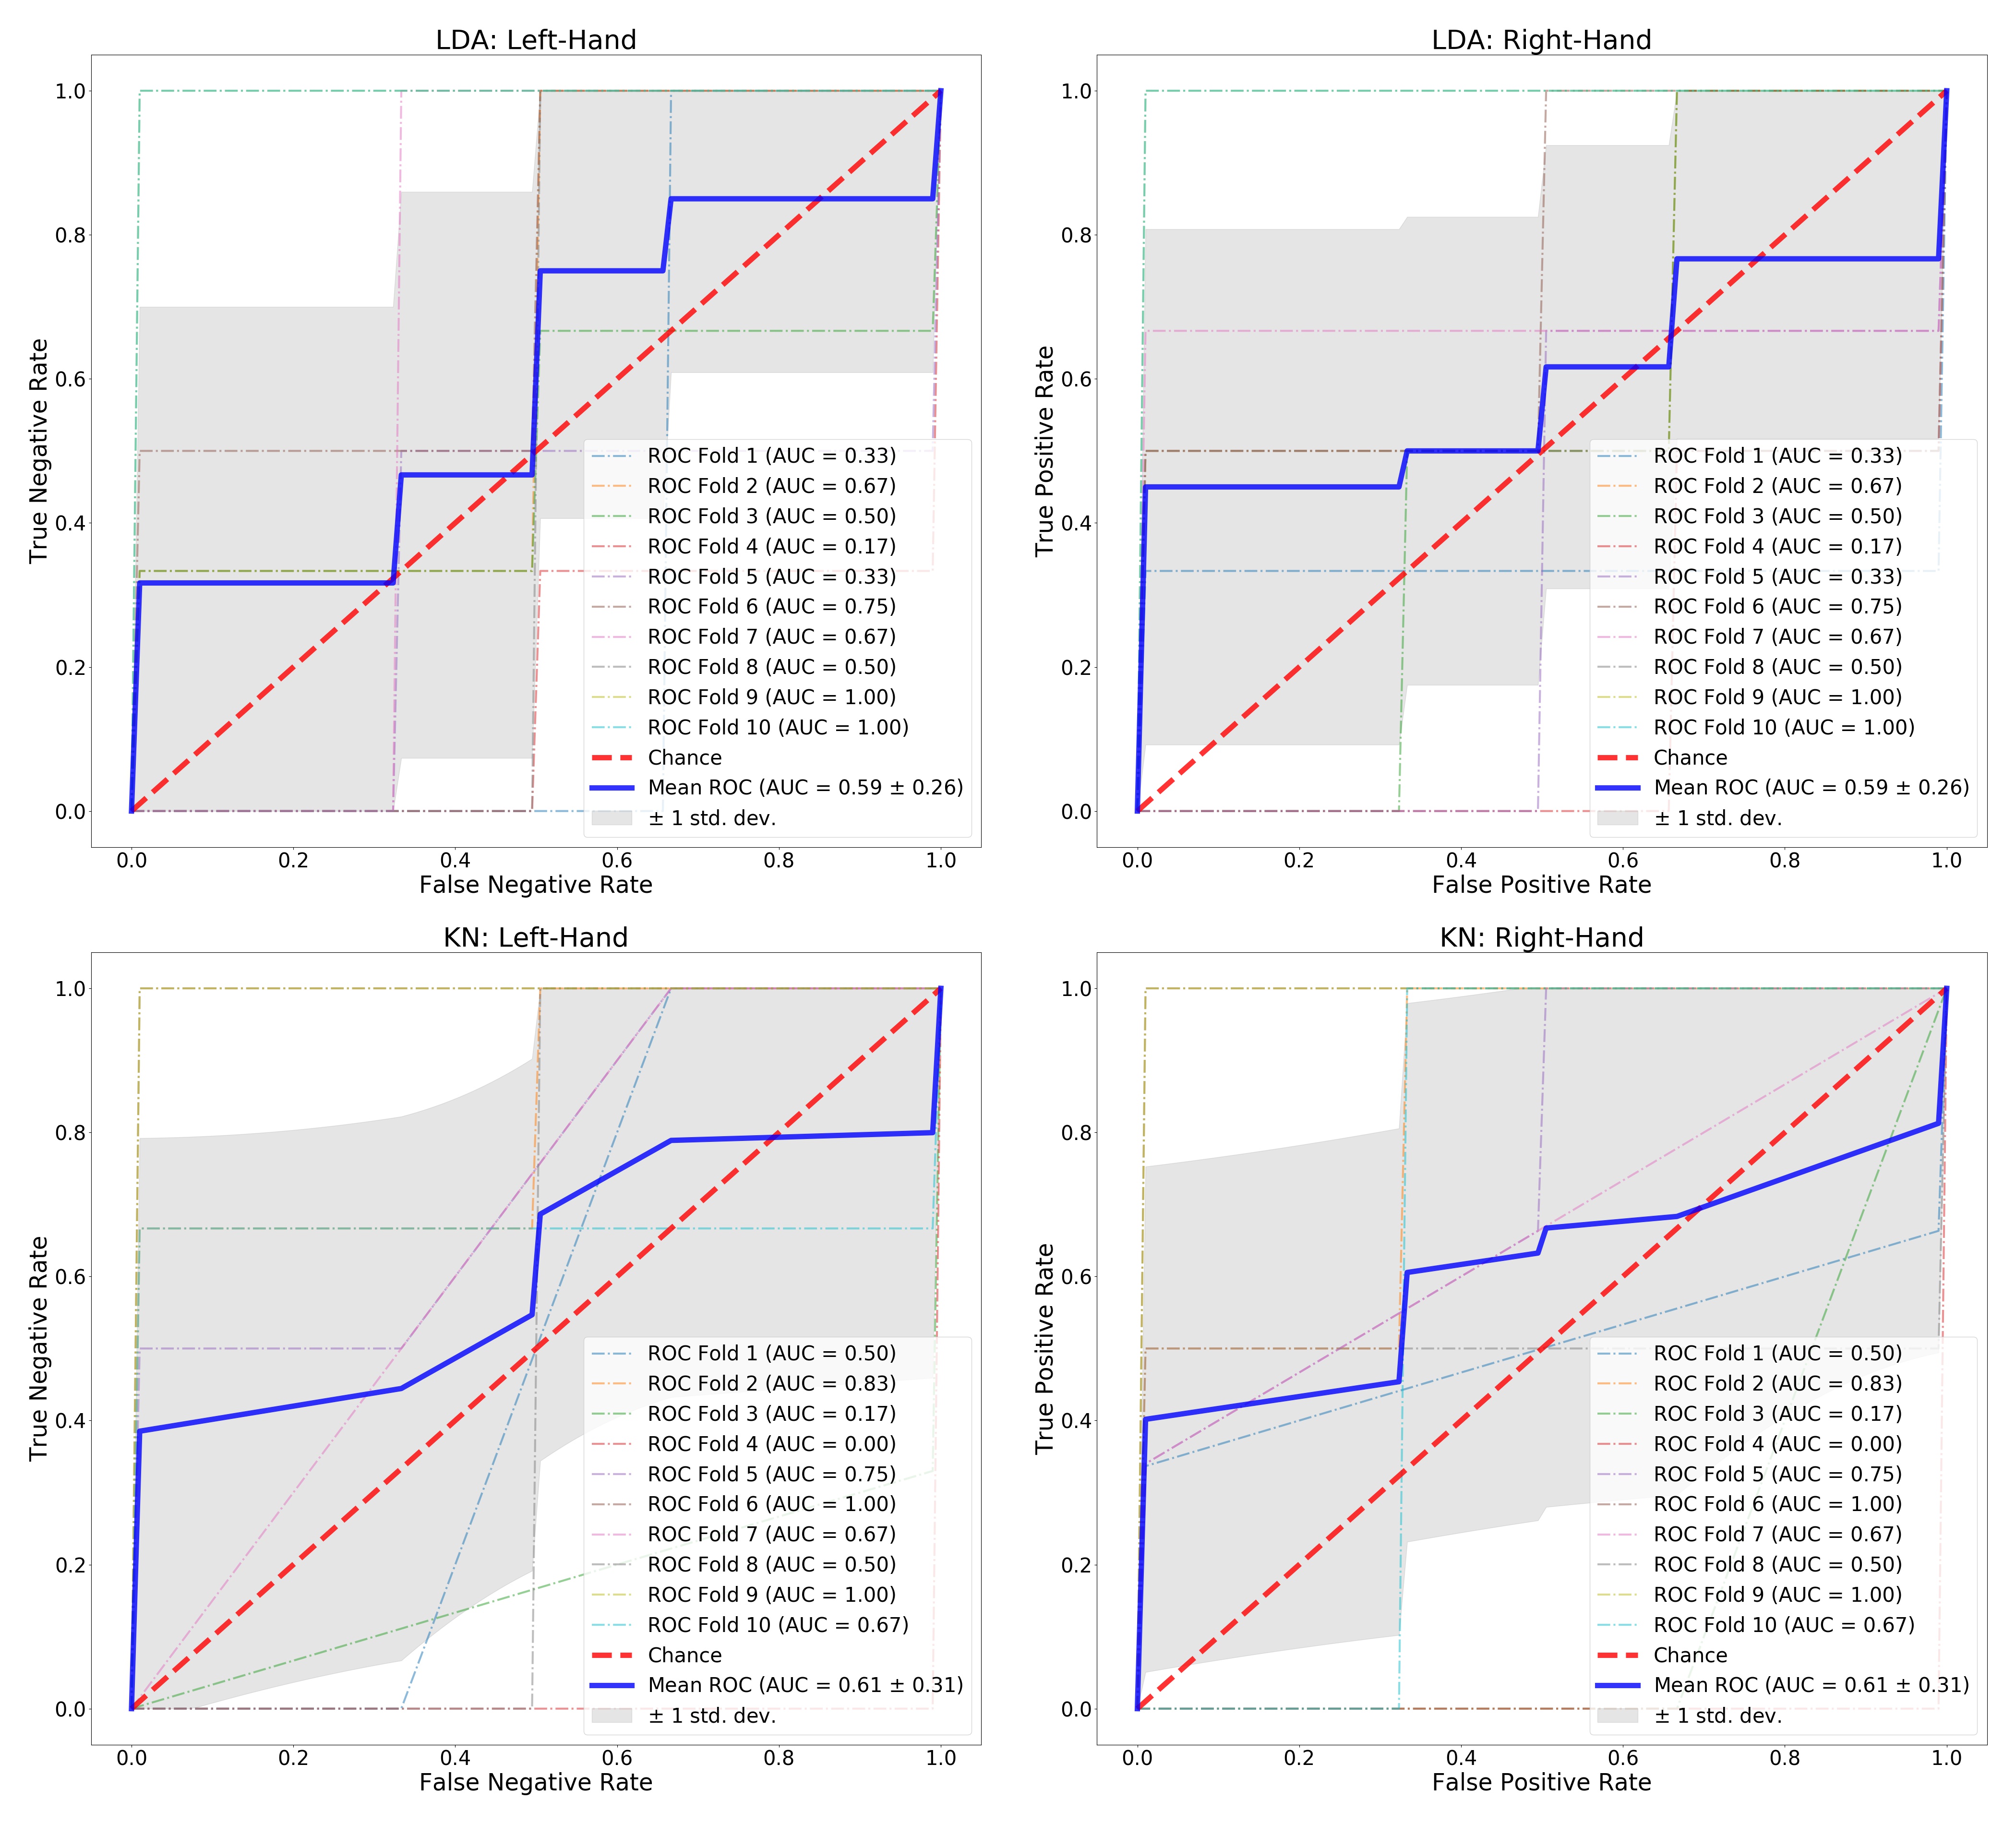 LDA: Left-Hand
True Negative Rate
1.0
0.8
0.6
0.4
0.2
0.0
ROC Fold 1 (AUC = 0.33)
ROC Fold 2 (AUC = 0.67)
ROC Fold 3 (AUC = 0.50)
ROC Fold 4 (AUC = 0.17)
ROC Fold 5 (AUC = 0.33)
ROC Fold 6 (AUC = 0.75)
ROC Fold 7 (AUC = 0.67)
ROC Fold 8 (AUC = 0.50)
ROC Fold 9 (AUC = 1.00)
ROC Fold 10 (AUC = 1.00)
Chance
Mean ROC (AUC = 0.59 ± 0.26)
± 1 std. dev.
0.0 0.2 0.4 0.6 0.8 1.0
False Negative Rate
LDA: Right-Hand
True Positive Rate
1.0
0.8
0.6
0.4
0.2
0.0
ROC Fold 1 (AUC = 0.33)
ROC Fold 2 (AUC = 0.67)
ROC Fold 3 (AUC = 0.50)
ROC Fold 4 (AUC = 0.17)
ROC Fold 5 (AUC = 0.33)
ROC Fold 6 (AUC = 0.75)
ROC Fold 7 (AUC = 0.67)
ROC Fold 8 (AUC = 0.50)
ROC Fold 9 (AUC = 1.00)
ROC Fold 10 (AUC = 1.00)
Chance
Mean ROC (AUC = 0.59 ± 0.26)
± 1 std. dev.
0.0 0.2 0.4 0.6 0.8 1.0
False Positive Rate
KN: Left-Hand
True Negative Rate
1.0
0.8
0.6
0.4
0.2
0.0
ROC Fold 1 (AUC = 0.50)
ROC Fold 2 (AUC = 0.83)
ROC Fold 3 (AUC = 0.17)
ROC Fold 4 (AUC = 0.00)
ROC Fold 5 (AUC = 0.75)
ROC Fold 6 (AUC = 1.00)
ROC Fold 7 (AUC = 0.67)
ROC Fold 8 (AUC = 0.50)
ROC Fold 9 (AUC = 1.00)
ROC Fold 10 (AUC = 0.67)
Chance
Mean ROC (AUC = 0.61 ± 0.31)
± 1 std. dev.
0.0 0.2 0.4 0.6 0.8 1.0
False Negative Rate
KN: Right-Hand
True Positive Rate
1.0
0.8
0.6
0.4
0.2
0.0
ROC Fold 1 (AUC = 0.50)
ROC Fold 2 (AUC = 0.83)
ROC Fold 3 (AUC = 0.17)
ROC Fold 4 (AUC = 0.00)
ROC Fold 5 (AUC = 0.75)
ROC Fold 6 (AUC = 1.00)
ROC Fold 7 (AUC = 0.67)
ROC Fold 8 (AUC = 0.50)
ROC Fold 9 (AUC = 1.00)
ROC Fold 10 (AUC = 0.67)
Chance
Mean ROC (AUC = 0.61 ± 0.31)
± 1 std. dev.
0.0 0.2 0.4 0.6 0.8 1.0
False Positive Rate